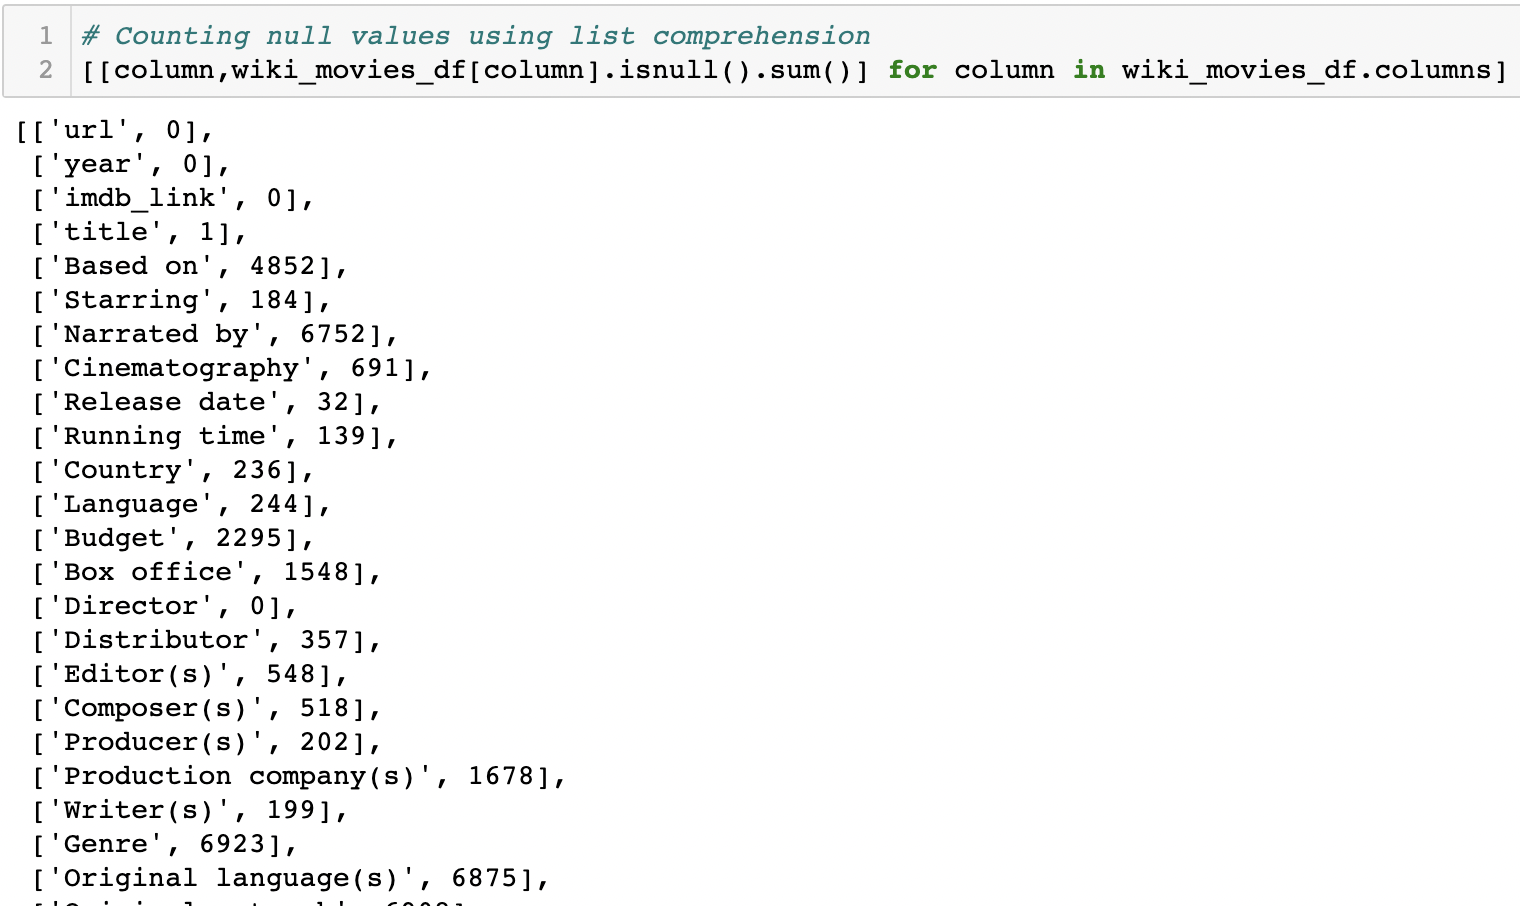 1 # Counting null values using list comprehension
2 [[column,wiki_movies_df[column].isnull().sum()] for column in wiki_movies_df.columns]
[['url', 0],
['year', 0],
['imdb_link', 0],
['title', 1],
['Based on', 4852],
['Starring', 184],
['Narrated by', 6752],
['Cinematography', 691],
['Release date', 32],
['Running time', 139],
['Country', 236],
['Language', 244],
['Budget', 2295],
['Box office', 1548],
['Director', 0],
['Distributor', 357],
['Editor(s)', 548],
['Composer(s)', 518],
['Producer(s)', 202],
['Production company(s)', 1678],
['Writer(s)', 199],
['Genre', 6923],
['Original language(s)', 6875],